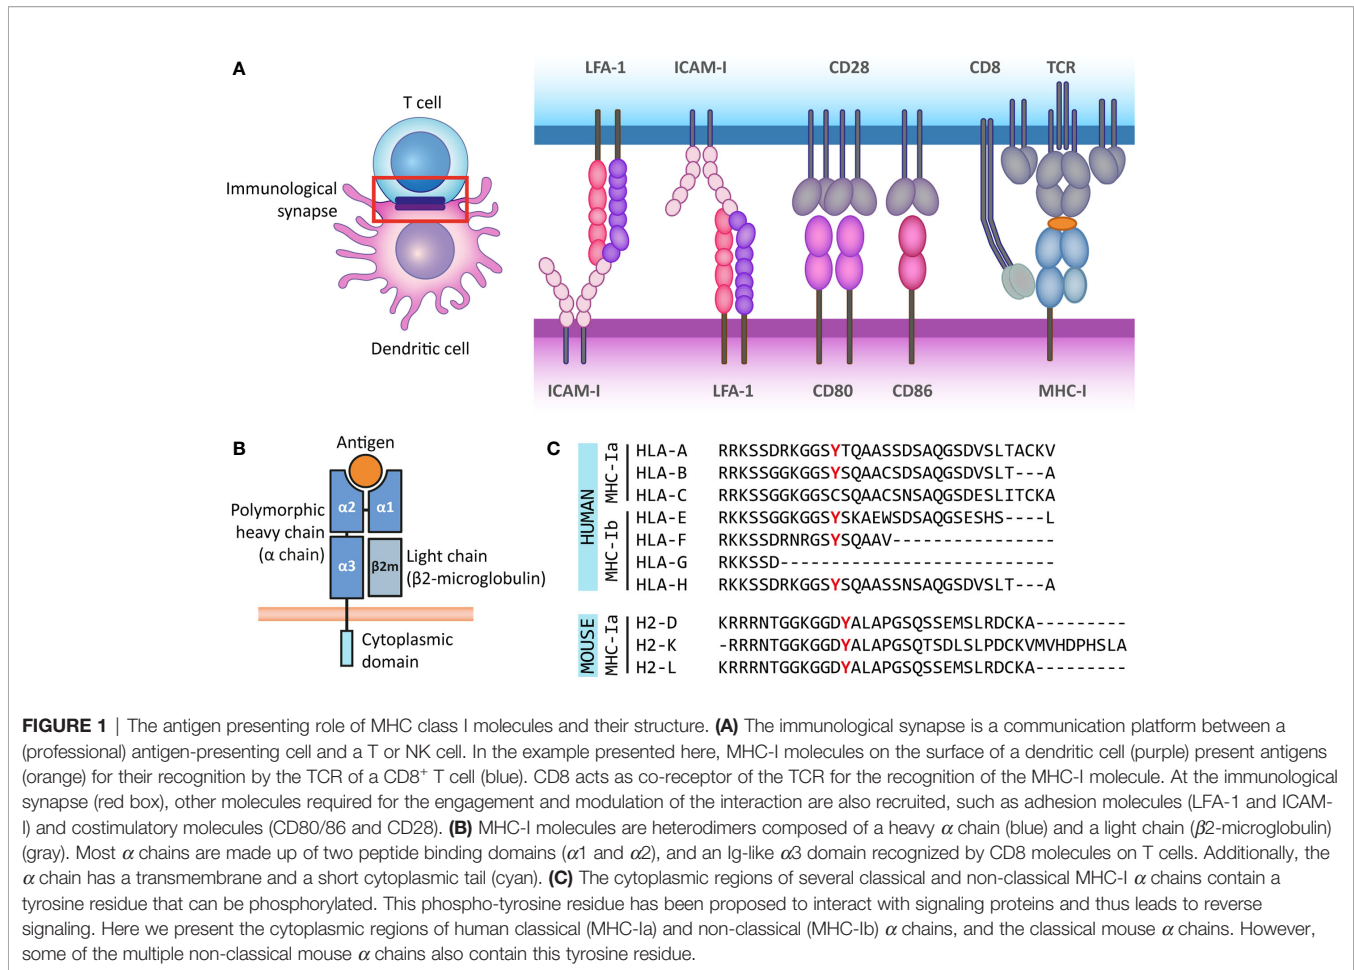 A
T cell
Immunological
synapse
Dendritic cell
LFA-1 ICAM-I CD28 CD8 TCR
ICAM-I LFA-1 CD80 CD86 MHC-I
B
Antigen
α2 α1
Polymorphic
heavy chain
(α chain)
α3 β2m
Light chain
(β2-microglobulin)
Cytoplasmic
domain
C
HUMAN
MHC-Ia
HLA-A RRKSSDRKGGSYTQAASSDSAQGSDVSLTACKV
HLA-B RRKSSGGKGGSYSQAACSDSAQGSDVSLT---A
HLA-C RRKSSGGKGGSCSQAACSNSAQGSDESLITCKA
MHC-Ib
HLA-E RKKSSGGKGGSYSKAEWSDSAQGSESHS----L
HLA-F RKKSSDRNRGSYSQAAV----------------
HLA-G RKKSSD---------------------------
HLA-H RKKSSDRKGGSYSQAASSNSAQGSDVSLT---A
MOUSE
MHC-Ia
H2-D KRRRNTGGKGGDYALAPGSQSSEMSLRDCKA---------
H2-K -RRRNTGGKGGDYALAPGSQTSDLSLPDCKVMVHDPHSLA
H2-L KRRRNTGGKGGDYALAPGSQSSEMSLRDCKA---------
FIGURE 1 | The antigen presenting role of MHC class I molecules and their structure. (A) The immunological synapse is a communication platform between a
(professional) antigen-presenting cell and a T or NK cell. In the example presented here, MHC-I molecules on the surface of a dendritic cell (purple) present antigens
(orange) for their recognition by the TCR of a CD8⁺ T cell (blue). CD8 acts as co-receptor of the TCR for the recognition of the MHC-I molecule. At the immunological
synapse (red box), other molecules required for the engagement and modulation of the interaction are also recruited, such as adhesion molecules (LFA-1 and ICAM-
I) and costimulatory molecules (CD80/86 and CD28). (B) MHC-I molecules are heterodimers composed of a heavy α chain (blue) and a light chain (β2-microglobulin)
(gray). Most α chains are made up of two peptide binding domains (α1 and α2), and an Ig-like α3 domain recognized by CD8 molecules on T cells. Additionally, the
α chain has a transmembrane and a short cytoplasmic tail (cyan). (C) The cytoplasmic regions of several classical and non-classical MHC-I α chains contain a
tyrosine residue that can be phosphorylated. This phospho-tyrosine residue has been proposed to interact with signaling proteins and thus leads to reverse
signaling. Here we present the cytoplasmic regions of human classical (MHC-Ia) and non-classical (MHC-Ib) α chains, and the classical mouse α chains. However,
some of the multiple non-classical mouse α chains also contain this tyrosine residue.